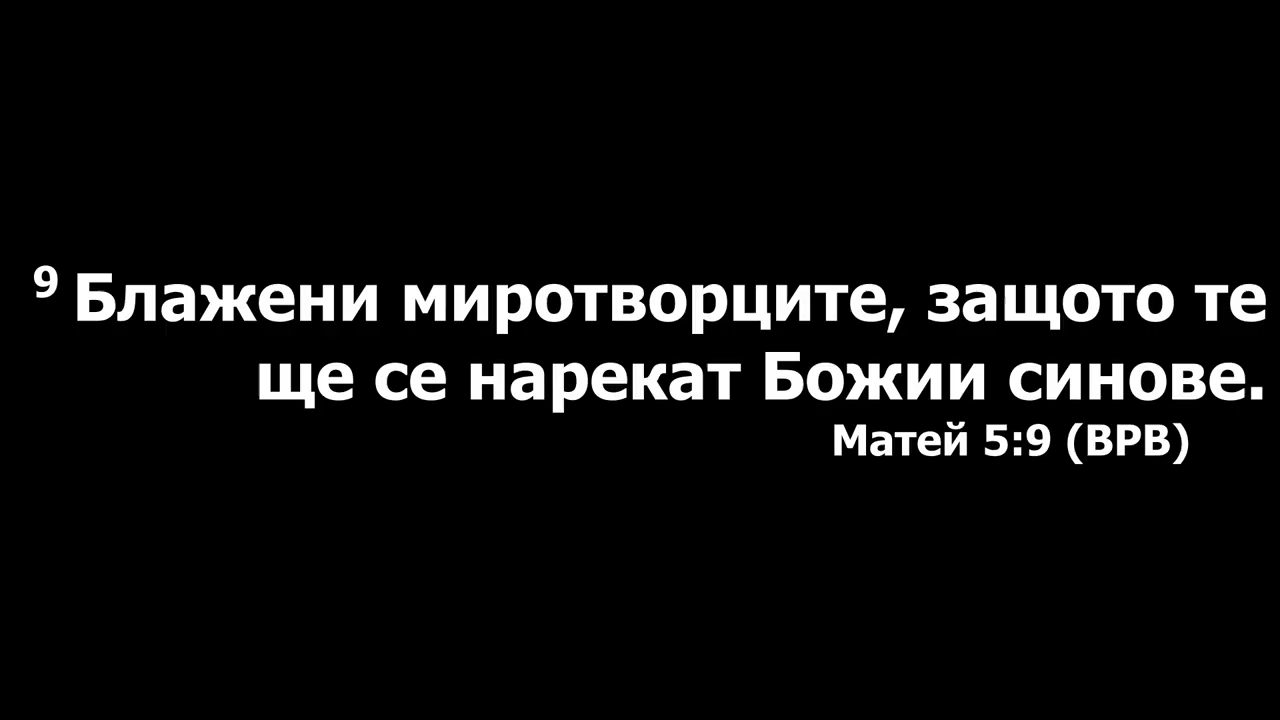 9 Блажени миротворците, защото те
ще се нарекат Божии синове.
Матей 5:9 (ВРВ)